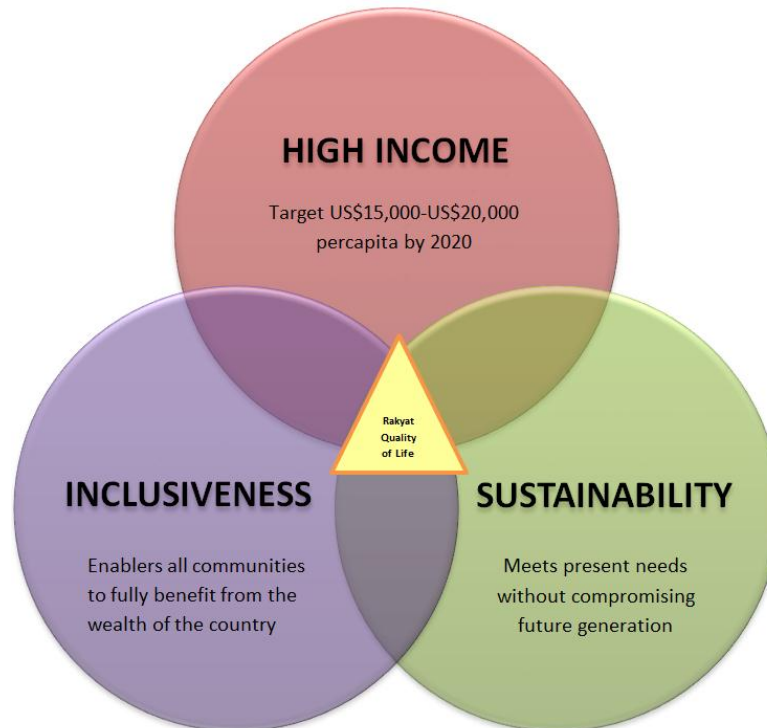 HIGH INCOME
Target US$15,000-US$20,000
percapita by 2020
Rakyat
Quality
of Life
INCLUSIVENESS
Enablers all communities
to fully benefit from the
wealth of the country
SUSTAINABILITY
Meets present needs
without compromising
future generation